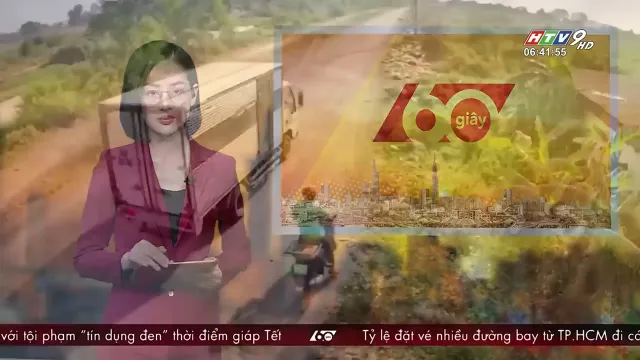 HTV9 HD
06:41:55
60 giây
với tội phạm “tín dụng đen” thời điểm giáp Tết 60 Tỷ lệ đặt vé nhiều đường bay từ TP.HCM đi cá